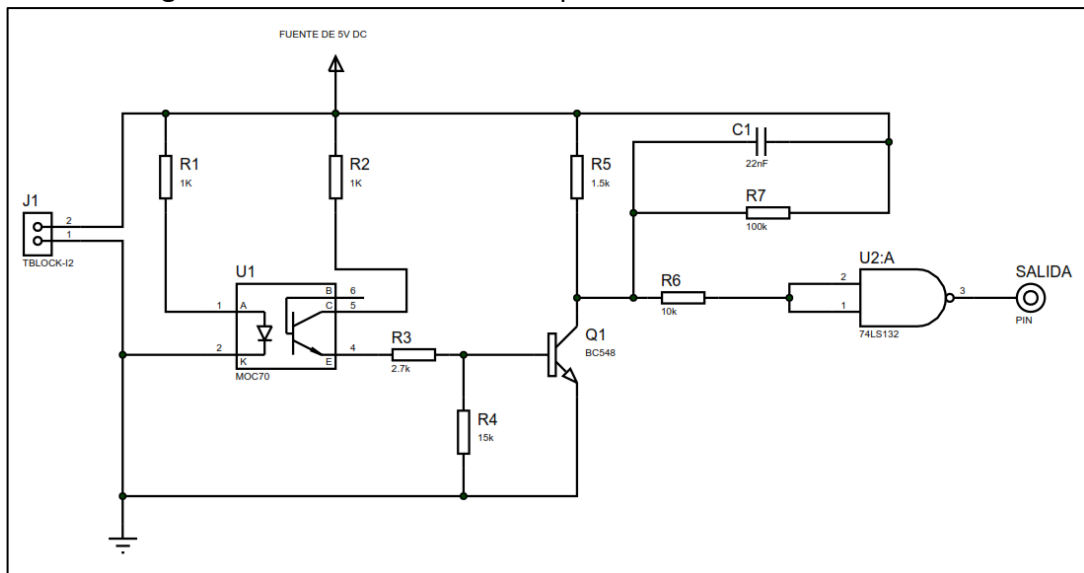 FUENTE DE 5V DC
C1
22nF
R1
1K
R2
1K
R5
1.5k
R7
100k
J1
2
1
TBLOCK-I2
U1
1
A
2
K
B
6
C
5
E
4
MOC70
R3
2.7k
R4
15k
Q1
BC548
R6
10k
U2:A
2
1
3
74LS132
SALIDA
PIN